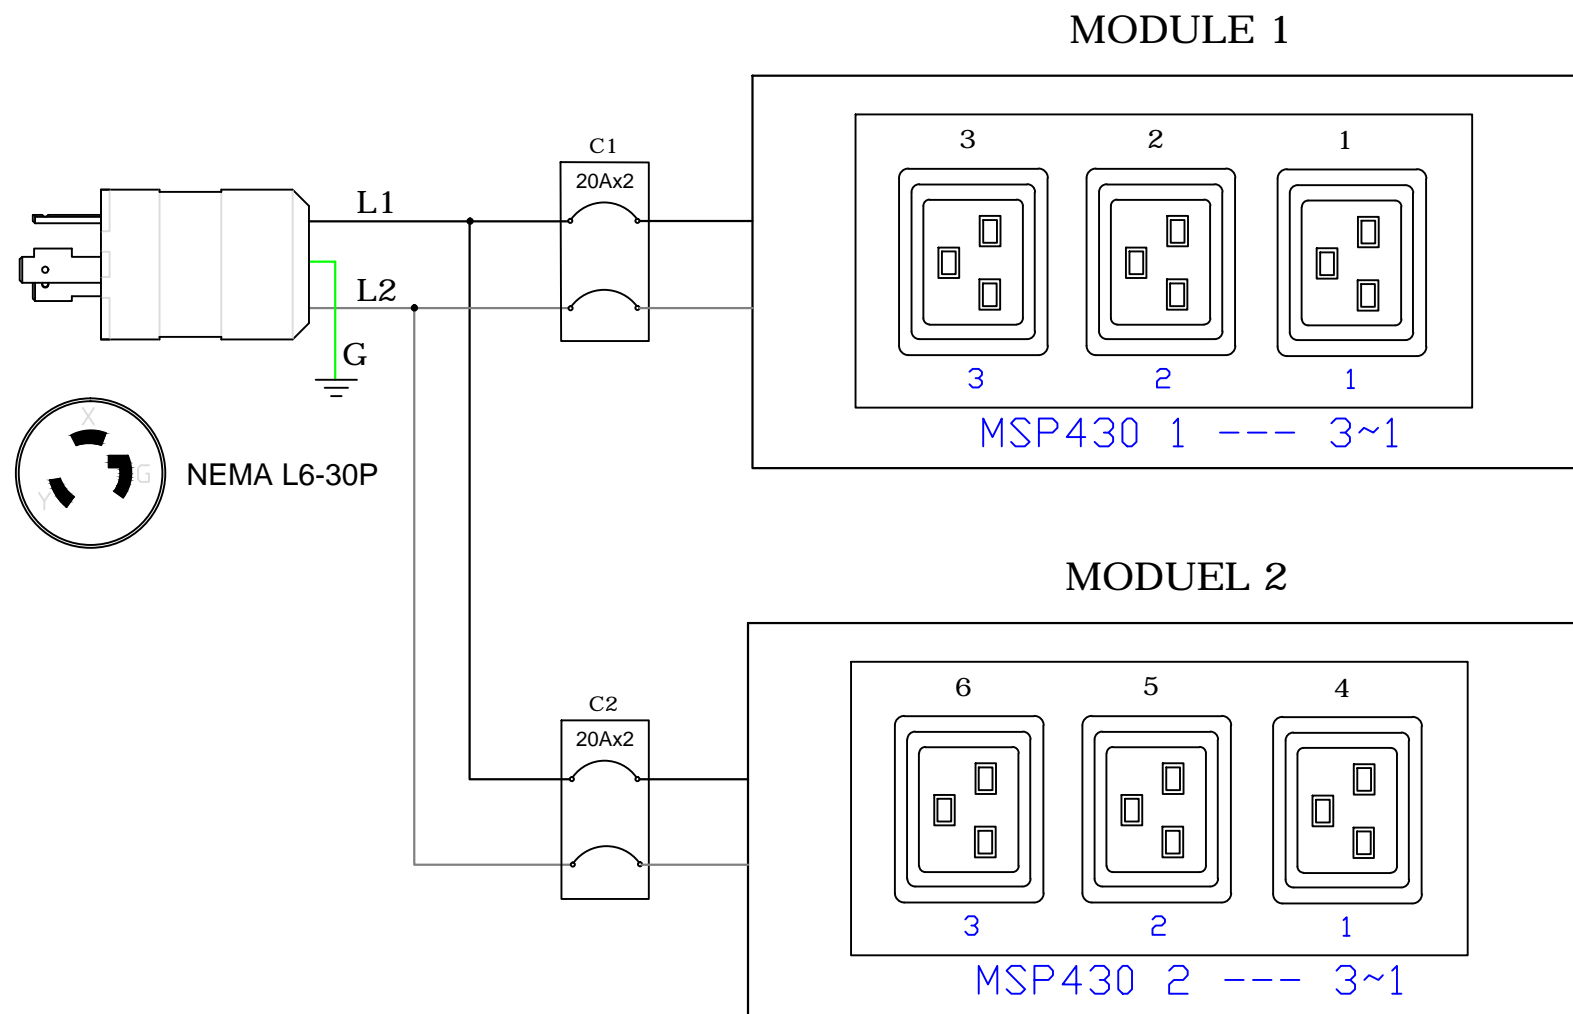 MODULE 1
C1
20Ax2
3 2 1
L1
L2
G
3 2 1
MSP430 1 --- 3~1
X
G
Y
NEMA L6-30P
MODUEL 2
C2
20Ax2
6 5 4
3 2 1
MSP430 2 --- 3~1